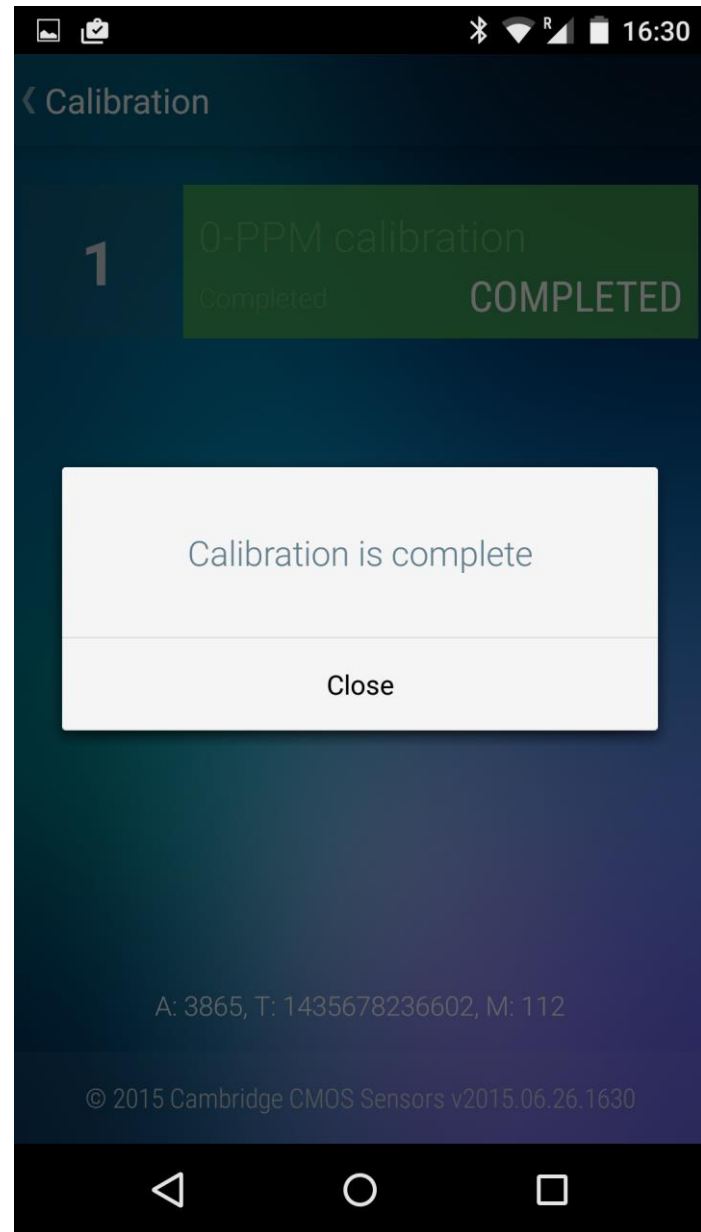 R 16:30
Calibration
1
0-PPM calibration
Completed
COMPLETED
Calibration is complete
Close
A: 3865, T: 1435678236602, M: 112
© 2015 Cambridge CMOS Sensors v2015.06.26.1630